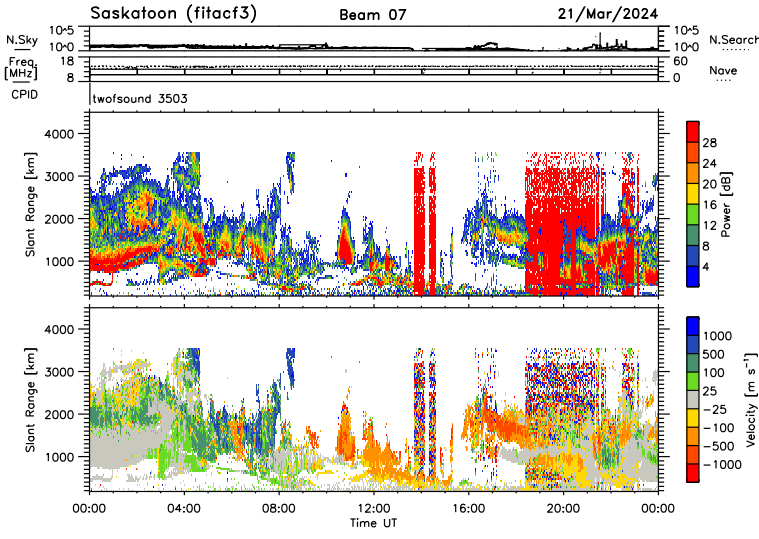 Saskatoon (fitacf3) Beam 07 21/Mar/2024
N.Sky 10^5 10^0 10^5 10^0 N.Search
Freq. [MHz] 18 8 60 0 Nave
CPID twofsound 3503
Slant Range [km] 4000 3000 2000 1000
Power [dB] 28 24 20 16 12 8 4
Slant Range [km] 4000 3000 2000 1000
Velocity [m s⁻¹] 1000 500 100 25 −25 −100 −500 −1000
00:00 04:00 08:00 12:00 16:00 20:00 00:00
Time UT